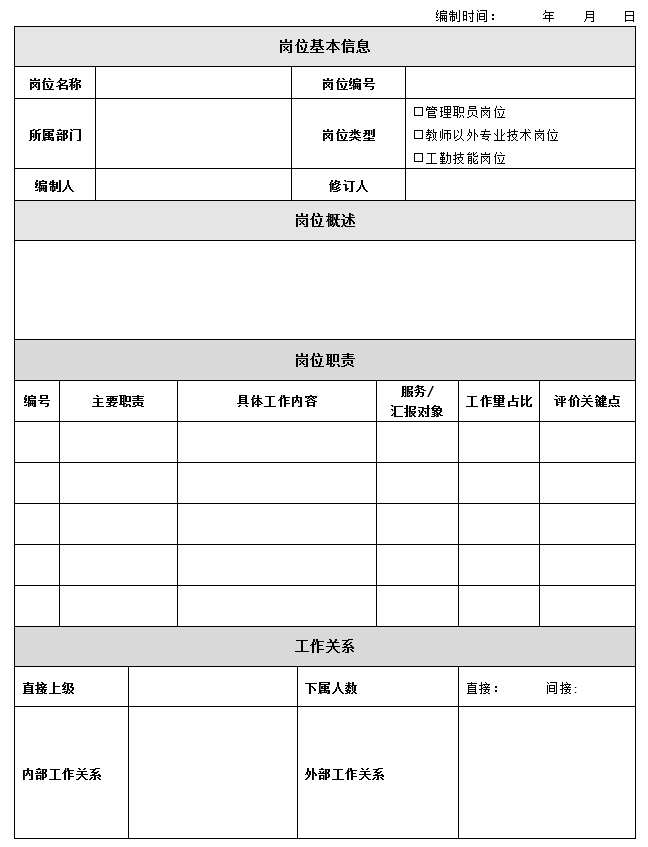 编制时间： 年 月 日
岗位基本信息
岗位名称 岗位编号
所属部门 岗位类型
□管理职员岗位
□教师以外专业技术岗位
□工勤技能岗位
编制人 修订人
岗位概述
岗位职责
编号 主要职责 具体工作内容 服务/
汇报对象 工作量占比 评价关键点
工作关系
直接上级 下属人数 直接： 间接:
内部工作关系 外部工作关系